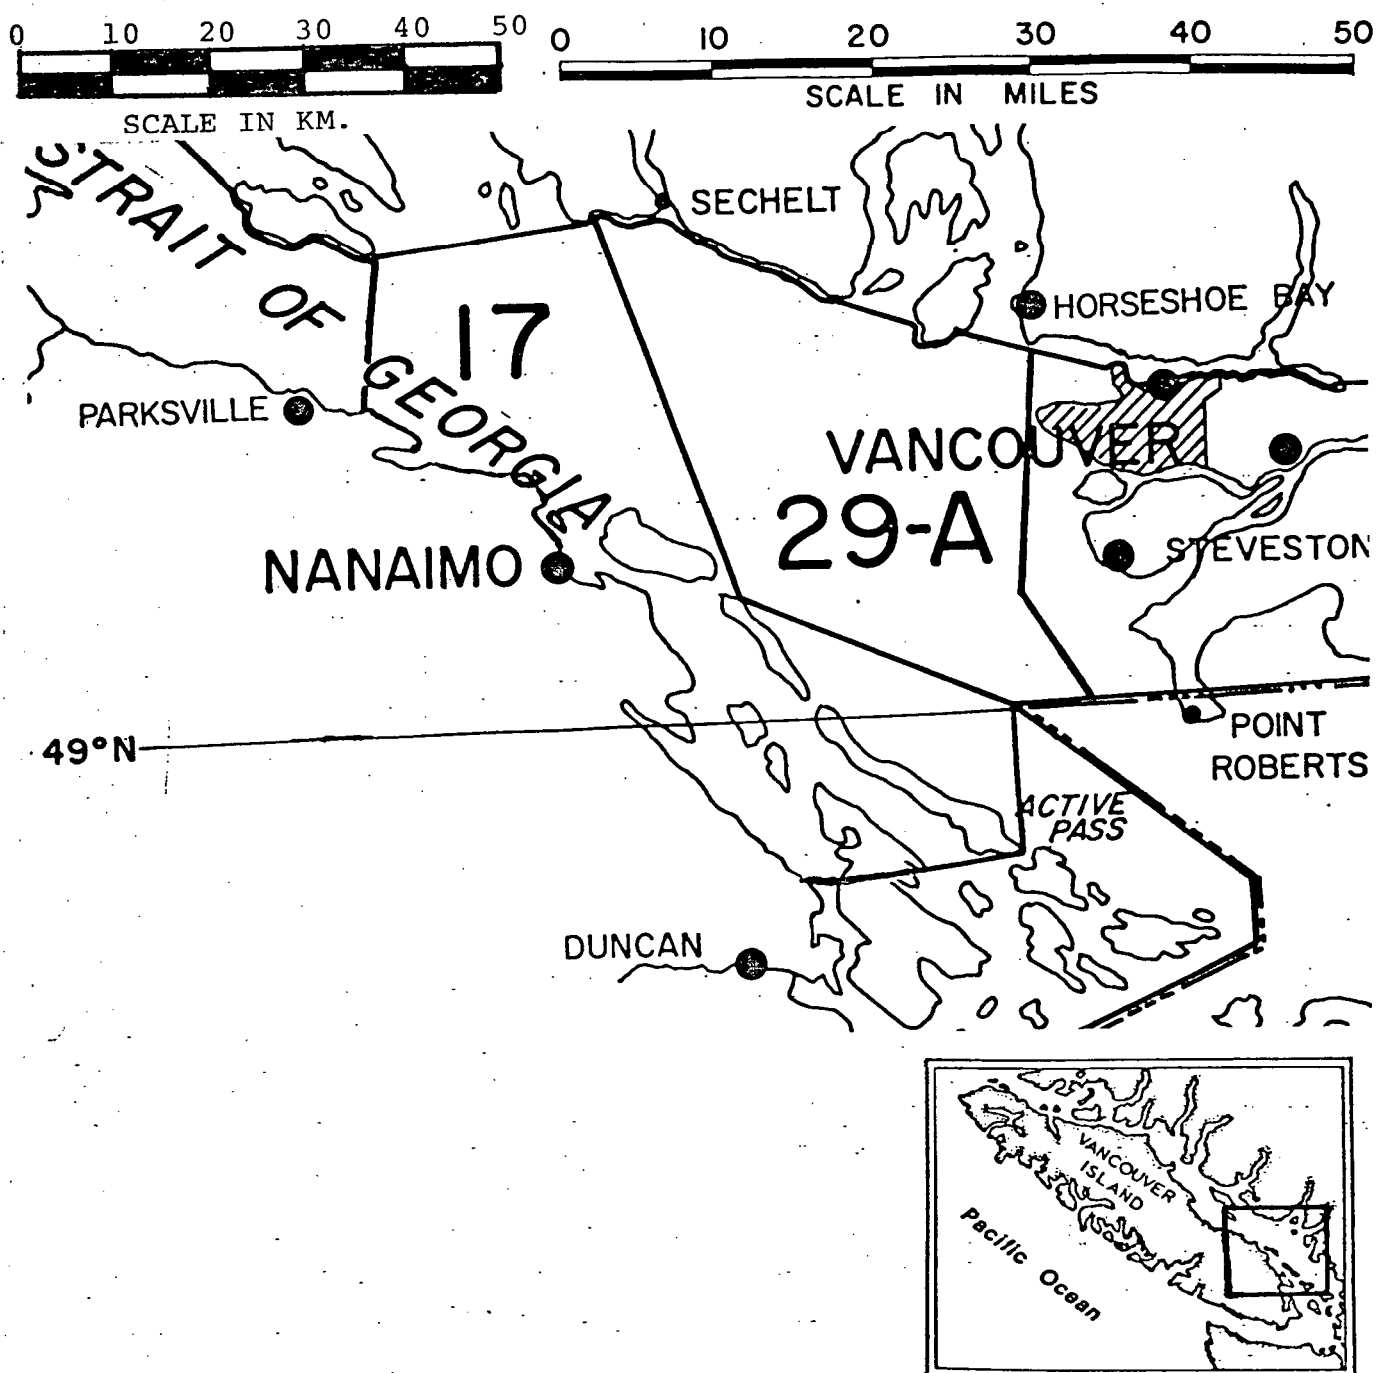 0 10 20 30 40 50
SCALE IN KM.
0 10 20 30 40 50
SCALE IN MILES
STRAIT OF GEORGIA
SECHELT
17
HORSESHOE BAY
PARKSVILLE
VANCOUVER
29-A
NANAIMO
STEVESTON
POINT
ROBERTS
49°N
ACTIVE
PASS
DUNCAN
VANCOUVER
ISLAND
Pacific Ocean